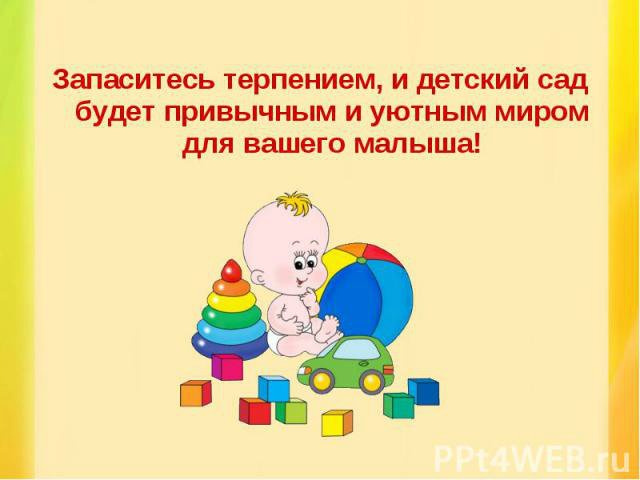 Запаситесь терпением, и детский сад
будет привычным и уютным миром
для вашего малыша!
PPt4WEB.ru